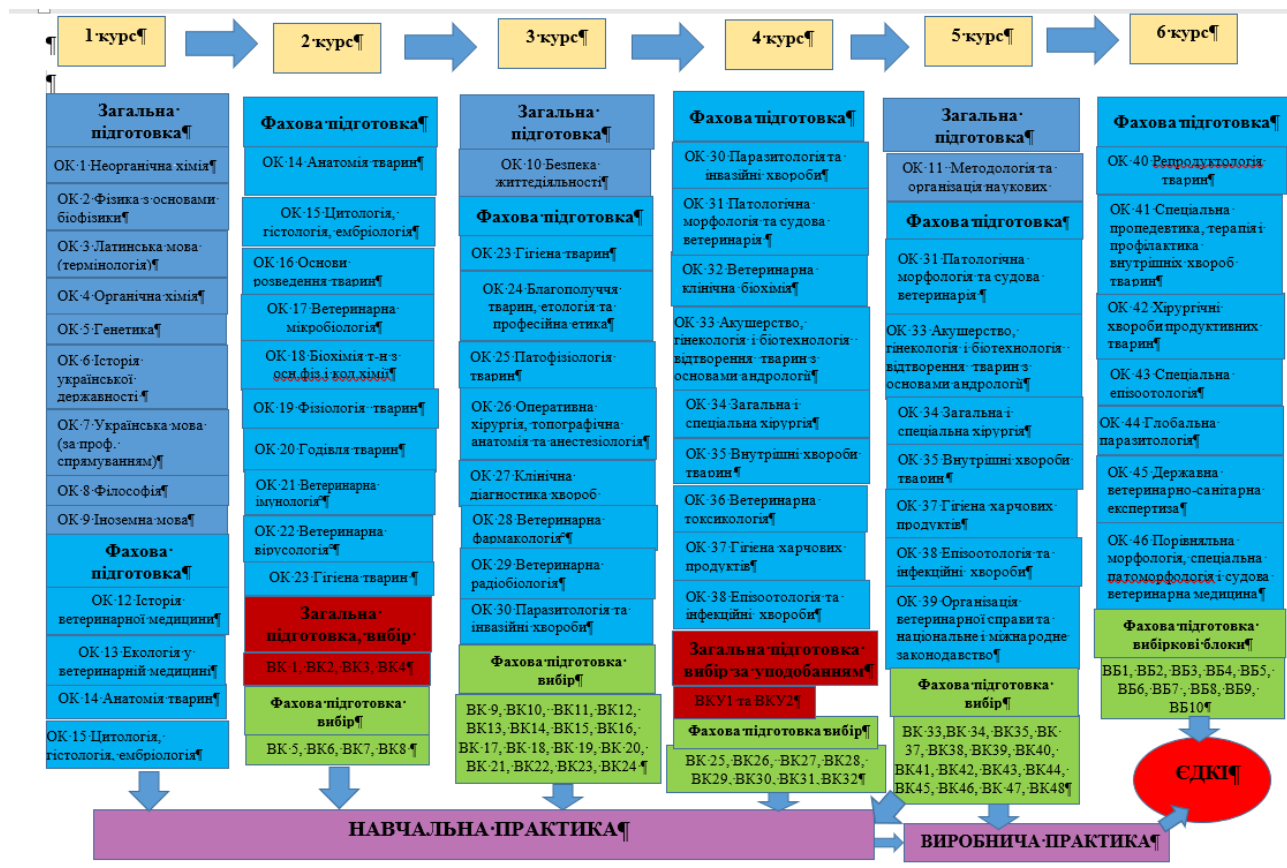 1 курс¶
2 курс¶
3 курс¶
4 курс¶
5 курс¶
6 курс¶
¶
¶
Загальна
підготовка¶
ОК 1 Неорганічна хімія¶
ОК 2 Фізика з основами
біофізики¶
ОК 3 Латинська мова
(термінологія)¶
ОК 4 Органічна хімія¶
ОК 5 Генетика¶
ОК 6 Історія
української
державності ¶
ОК 7 Українська мова
(за проф.
спрямуванням)¶
ОК 8 Філософія¶
ОК 9 Іноземна мова¶
Фахова
підготовка¶
ОК 12 Історія
ветеринарної медицини¶
ОК 13 Екологія у
ветеринарній медицині¶
ОК 14 Анатомія тварин¶
ОК 15 Цитологія,
гістологія, ембріологія¶
Фахова підготовка¶
ОК 14 Анатомія тварин¶
ОК 15 Цитологія,
гістологія, ембріологія¶
ОК 16 Основи
розведення тварин¶
ОК 17 Ветеринарна
мікробіологія¶
ОК 18 Біохімія т-н з
осн.фіз і кол.хімії¶
ОК 19 Фізіологія тварин¶
ОК 20 Годівля тварин¶
ОК 21 Ветеринарна
імунологія¶
ОК 22 Ветеринарна
вірусологія¶
ОК 23 Гігієна тварин ¶
Загальна
підготовка, вибір¶
ВК 1, ВК2, ВК3, ВК4¶
Фахова підготовка
вибір¶
ВК 5, ВК6, ВК7, ВК8¶
Загальна
підготовка¶
ОК 10 Безпека
життєдіяльності¶
Фахова підготовка¶
ОК 23 Гігієна тварин¶
ОК 24 Благополуччя
тварин, етологія та
професійна етика¶
ОК 25 Патофізіологія
тварин¶
ОК 26 Оперативна
хірургія, топографічна
анатомія та анестезіологія¶
ОК 27 Клінічна
діагностика хвороб
ОК 28 Ветеринарна
фармакологія¶
ОК 29 Ветеринарна
радіобіологія¶
ОК 30 Паразитологія та
інвазійні хвороби¶
Фахова підготовка
вибір¶
ВК 9, ВК10, ВК11, ВК12,
ВК13, ВК14, ВК15, ВК16,
ВК 17, ВК 18, ВК 19, ВК 20,
ВК 21, ВК22, ВК23, ВК24 ¶
Фахова підготовка¶
ОК 30 Паразитологія та
інвазійні хвороби¶
ОК 31 Патологічна
морфологія та судова
ветеринарія ¶
ОК 32 Ветеринарна
клінічна біохімія¶
ОК 33 Акушерство,
гінекологія і біотехнологія
відтворення тварин з
основами андрології¶
ОК 34 Загальна і
спеціальна хірургія¶
ОК 35 Внутрішні хвороби
тварин¶
ОК 36 Ветеринарна
токсикологія¶
ОК 37 Гігієна харчових
продуктів¶
ОК 38 Епізоотологія та
інфекційні хвороби¶
Загальна підготовка
вибір за уподобанням¶
ВКУ1 та ВКУ2¶
Фахова підготовка вибір¶
ВК 25, ВК26, ВК27, ВК28,
ВК29, ВК30, ВК31, ВК32¶
Загальна
підготовка¶
ОК 11 Методологія та
організація наукових
Фахова підготовка¶
ОК 31 Патологічна
морфологія та судова
ветеринарія ¶
ОК 33 Акушерство,
гінекологія і біотехнологія
відтворення тварин з
основами андрології¶
ОК 34 Загальна і
спеціальна хірургія¶
ОК 35 Внутрішні хвороби
тварин¶
ОК 37 Гігієна харчових
продуктів¶
ОК 38 Епізоотологія та
інфекційні хвороби¶
ОК 39 Організація
ветеринарної справи та
національне і міжнародне
законодавство¶
Фахова підготовка
вибір¶
ВК 33, ВК 34, ВК 35, ВК
37, ВК38, ВК39, ВК40,
ВК41, ВК42, ВК43, ВК44,
ВК45, ВК46, ВК 47, ВК48¶
Фахова підготовка¶
ОК 40 Репродуктологія
тварин¶
ОК 41 Спеціальна
пропедевтика, терапія і
профілактика
внутрішніх хвороб
тварин¶
ОК 42 Хірургічні
хвороби продуктивних
тварин¶
ОК 43 Спеціальна
епізоотологія¶
ОК 44 Глобальна
паразитологія¶
ОК 45 Державна
ветеринарно-санітарна
експертиза¶
ОК 46 Порівняльна
морфологія, спеціальна
патоморфологія і судова
ветеринарна медицина¶
Фахова підготовка
вибіркові блоки¶
ВБ1, ВБ2, ВБ3, ВБ4, ВБ5,
ВБ6, ВБ7, ВБ8, ВБ9,
ВБ10¶
ЄДКІ¶
НАВЧАЛЬНА ПРАКТИКА¶
ВИРОБНИЧА ПРАКТИКА¶